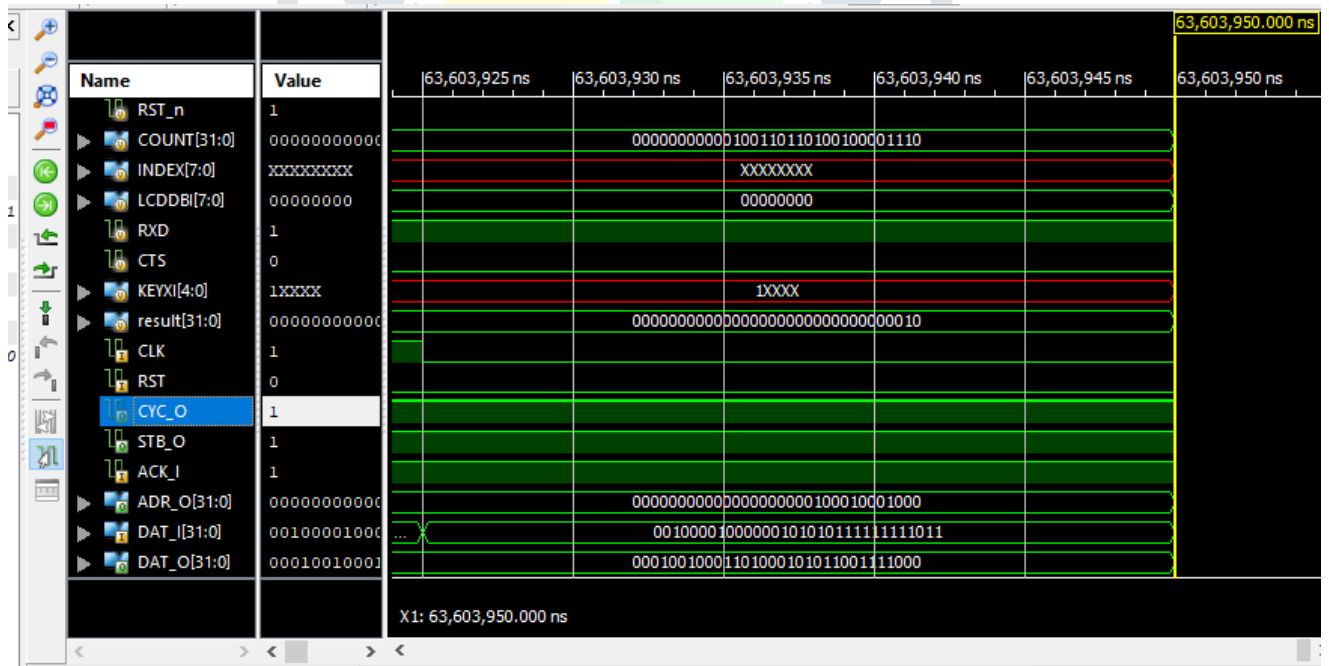 63,603,950.000 ns
Name Value 63,603,925 ns 63,603,930 ns 63,603,935 ns 63,603,940 ns 63,603,945 ns 63,603,950 ns
RST_n 1
COUNT[31:0] 00000000000 00000000000100110110100100001110
INDEX[7:0] XXXXXXXX XXXXXXXX
LCDDBI[7:0] 00000000 00000000
RXD 1
CTS 0
KEYXI[4:0] 1XXXX 1XXXX
result[31:0] 00000000000 00000000000000000000000000000010
CLK 1
RST 0
CYC_O 1
STB_O 1
ACK_I 1
ADR_O[31:0] 00000000000 00000000000000000000100010001000
DAT_I[31:0] 00100001000 ... 00100001000000101010111111111011
DAT_O[31:0] 00010010001 00010010001101000101011001111000
X1: 63,603,950.000 ns